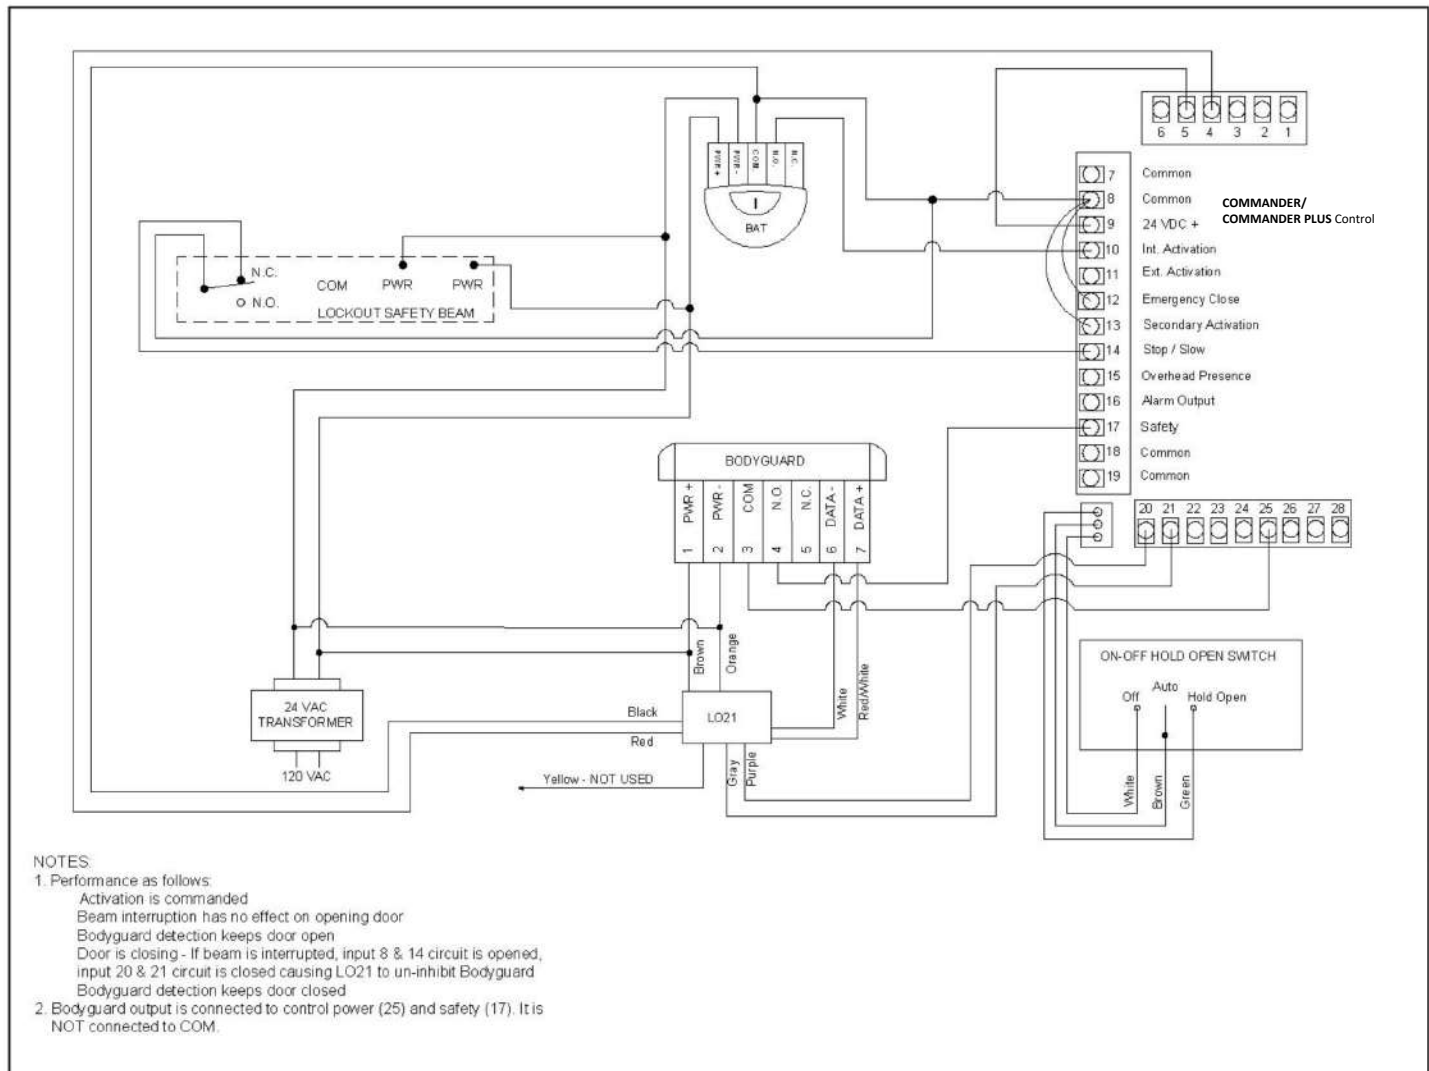 6 5 4 3 2 1
7 Common
8 Common
COMMANDER/
COMMANDER PLUS Control
9 24 VDC +
10 Int. Activation
11 Ext. Activation
12 Emergency Close
13 Secondary Activation
14 Stop / Slow
15 Overhead Presence
16 Alarm Output
17 Safety
18 Common
19 Common
PWR +
PWR -
COM.
N.O.
N.C.
BAT
N.C.
N.O.
COM PWR PWR
LOCKOUT SAFETY BEAM
BODYGUARD
PWR + PWR - COM N.O. N.C. DATA - DATA +
1 2 3 4 5 6 7
20 21 22 23 24 25 26 27 28
Brown
Orange
White
Red/White
24 VAC
TRANSFORMER
120 VAC
Black
Red
LO21
Yellow - NOT USED
Gray
Purple
ON-OFF HOLD OPEN SWITCH
Auto
Off Hold Open
White
Brown
Green
NOTES:
1. Performance as follows:
Activation is commanded
Beam interruption has no effect on opening door
Bodyguard detection keeps door open
Door is closing - If beam is interrupted, input 8 & 14 circuit is opened,
input 20 & 21 circuit is closed causing LO21 to un-inhibit Bodyguard
Bodyguard detection keeps door closed
2. Bodyguard output is connected to control power (25) and safety (17). It is
NOT connected to COM.